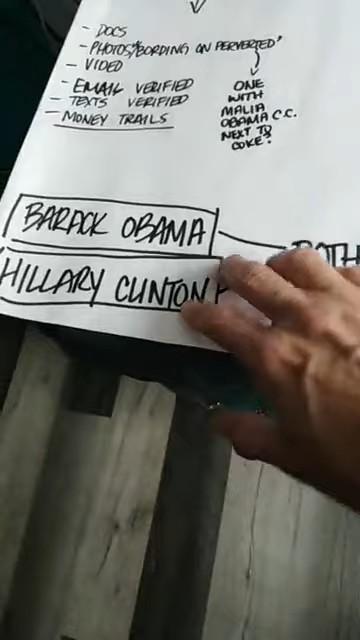 - DOCS
- PHOTOS/"BORDING ON PERVERTED"
- VIDEO
- EMAIL VERIFIED
- TEXTS VERIFIED
- MONEY TRAILS
ONE
WITH
MALIA
OBAMA C.C.
NEXT TO
COKE?
BARACK OBAMA
HILLARY CLINTON
BOTH